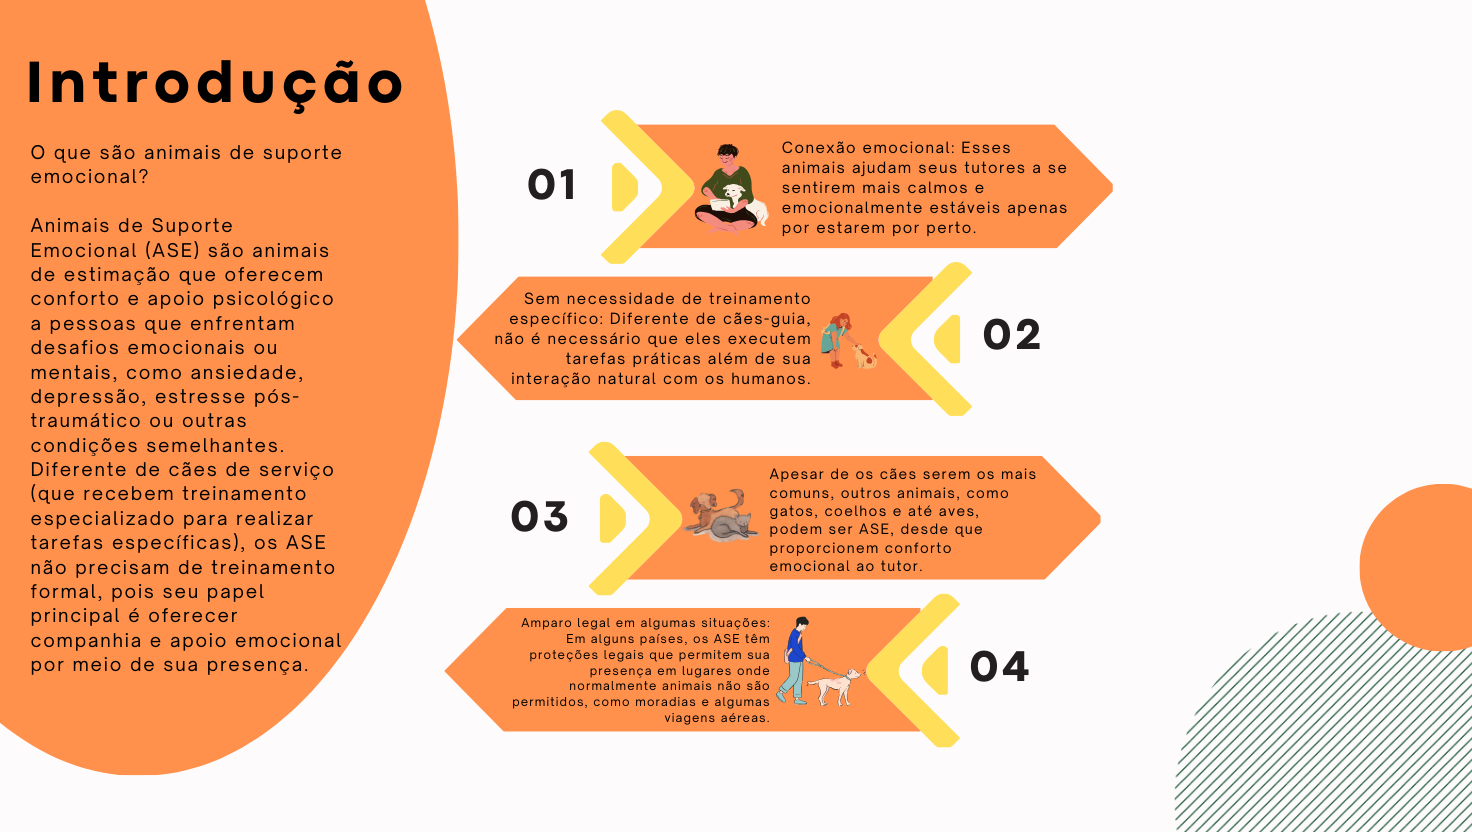 Introdução
O que são animais de suporte
emocional?
Animais de Suporte
Emocional (ASE) são animais
de estimação que oferecem
conforto e apoio psicológico
a pessoas que enfrentam
desafios emocionais ou
mentais, como ansiedade,
depressão, estresse pós-
traumático ou outras
condições semelhantes.
Diferente de cães de serviço
(que recebem treinamento
especializado para realizar
tarefas específicas), os ASE
não precisam de treinamento
formal, pois seu papel
principal é oferecer
companhia e apoio emocional
por meio de sua presença.
01
Conexão emocional: Esses
animais ajudam seus tutores a se
sentirem mais calmos e
emocionalmente estáveis apenas
por estarem por perto.
Sem necessidade de treinamento
específico: Diferente de cães-guia,
não é necessário que eles executem
tarefas práticas além de sua
interação natural com os humanos.
02
03
Apesar de os cães serem os mais
comuns, outros animais, como
gatos, coelhos e até aves,
podem ser ASE, desde que
proporcionem conforto
emocional ao tutor.
Amparo legal em algumas situações:
Em alguns países, os ASE têm
proteções legais que permitem sua
presença em lugares onde
normalmente animais não são
permitidos, como moradias e algumas
viagens aéreas.
04